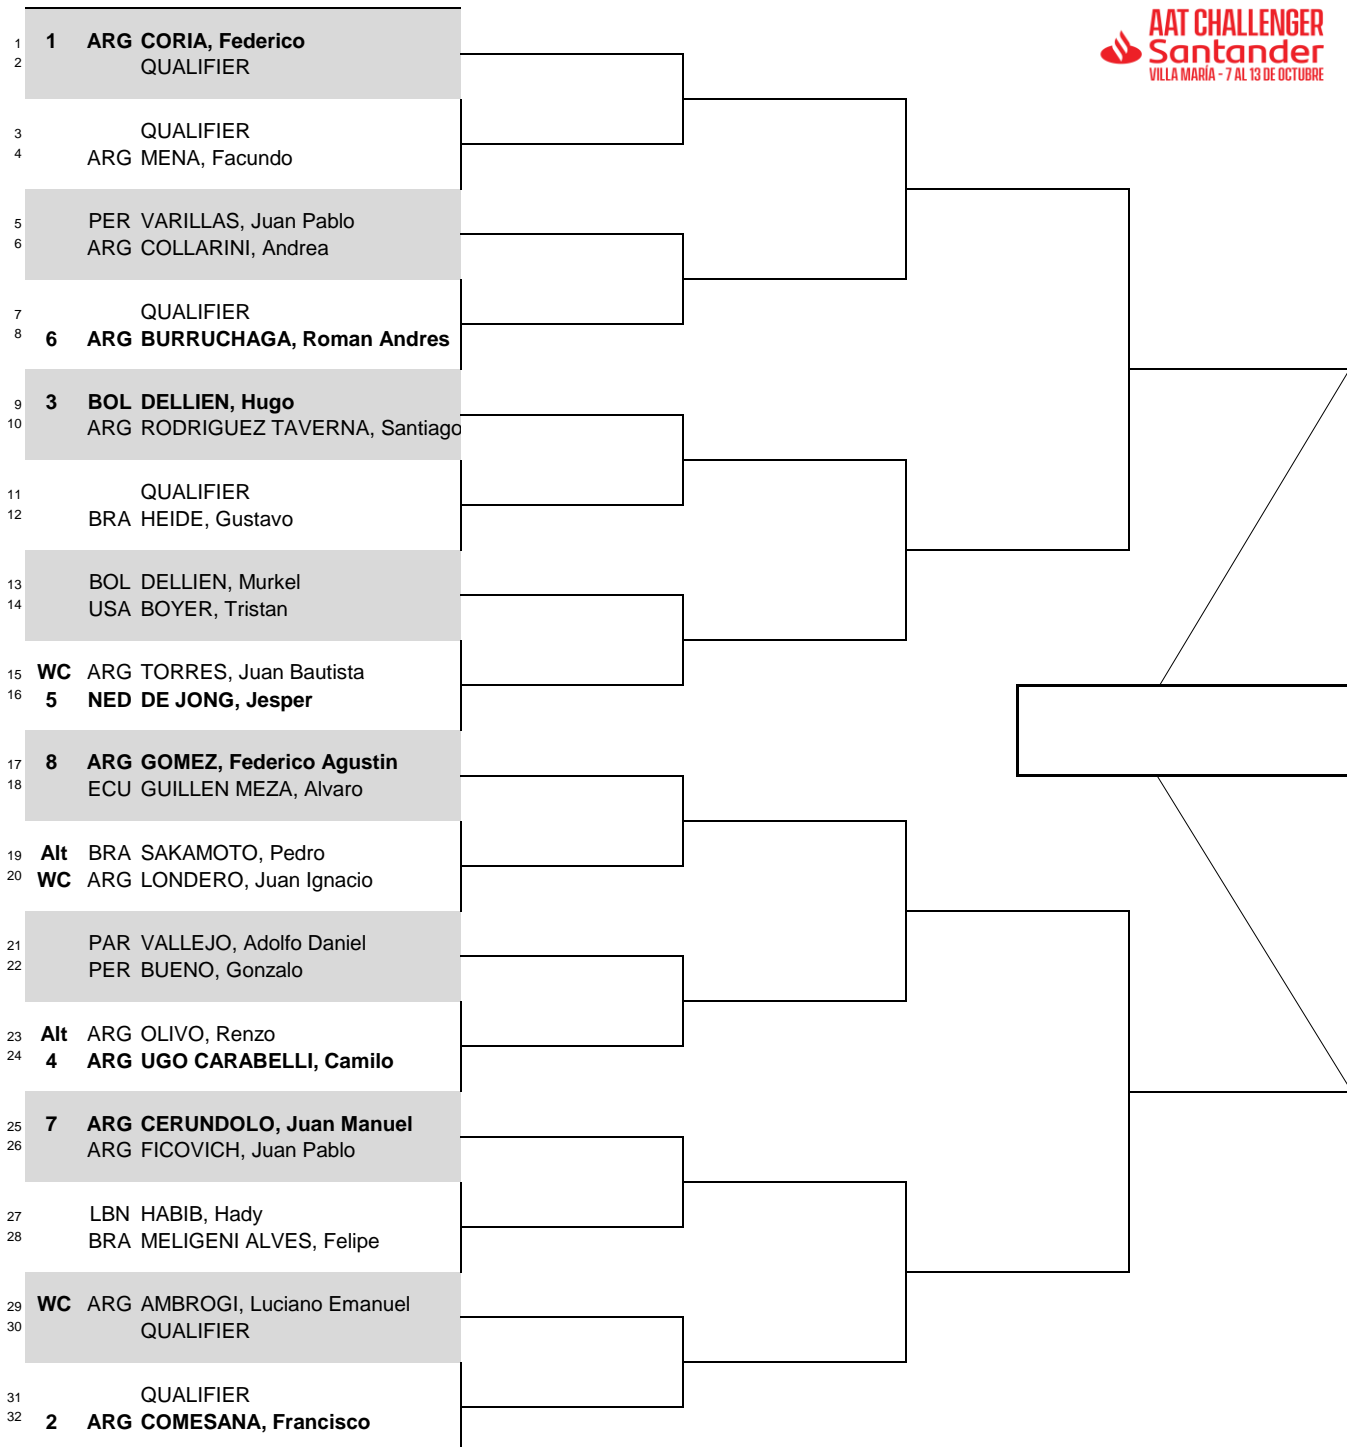 AAT CHALLENGER
Santander
VILLA MARÍA - 7 AL 13 DE OCTUBRE
1 1 ARG CORIA, Federico
2 QUALIFIER
3 QUALIFIER
4 ARG MENA, Facundo
5 PER VARILLAS, Juan Pablo
6 ARG COLLARINI, Andrea
7 QUALIFIER
8 6 ARG BURRUCHAGA, Roman Andres
9 3 BOL DELLIEN, Hugo
10 ARG RODRIGUEZ TAVERNA, Santiago
11 QUALIFIER
12 BRA HEIDE, Gustavo
13 BOL DELLIEN, Murkel
14 USA BOYER, Tristan
15 WC ARG TORRES, Juan Bautista
16 5 NED DE JONG, Jesper
17 8 ARG GOMEZ, Federico Agustin
18 ECU GUILLEN MEZA, Alvaro
19 Alt BRA SAKAMOTO, Pedro
20 WC ARG LONDERO, Juan Ignacio
21 PAR VALLEJO, Adolfo Daniel
22 PER BUENO, Gonzalo
23 Alt ARG OLIVO, Renzo
24 4 ARG UGO CARABELLI, Camilo
25 7 ARG CERUNDOLO, Juan Manuel
26 ARG FICOVICH, Juan Pablo
27 LBN HABIB, Hady
28 BRA MELIGENI ALVES, Felipe
29 WC ARG AMBROGI, Luciano Emanuel
30 QUALIFIER
31 QUALIFIER
32 2 ARG COMESANA, Francisco